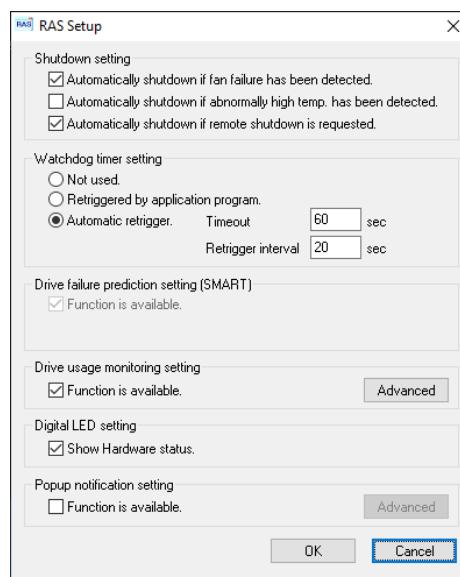 RAS RAS Setup
Shutdown setting
Automatically shutdown if fan failure has been detected.
Automatically shutdown if abnormally high temp. has been detected.
Automatically shutdown if remote shutdown is requested.
Watchdog timer setting
Not used.
Retriggered by application program.
Automatic retrigger. Timeout 60 sec
Retrigger interval 20 sec
Drive failure prediction setting (SMART)
Function is available.
Drive usage monitoring setting
Function is available. Advanced
Digital LED setting
Show Hardware status.
Popup notification setting
Function is available. Advanced
OK Cancel